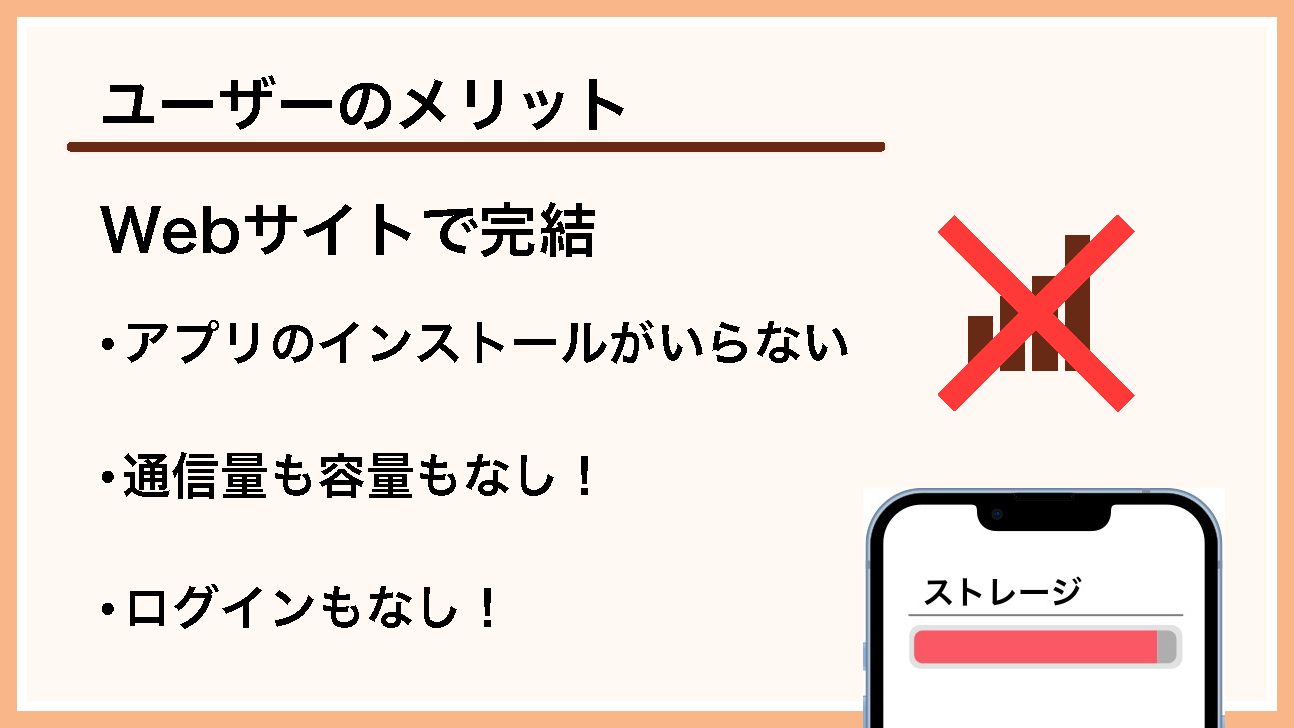 ユーザーのメリット
Webサイトで完結
・アプリのインストールがいらない
・通信量も容量もなし！
・ログインもなし！
ストレージ